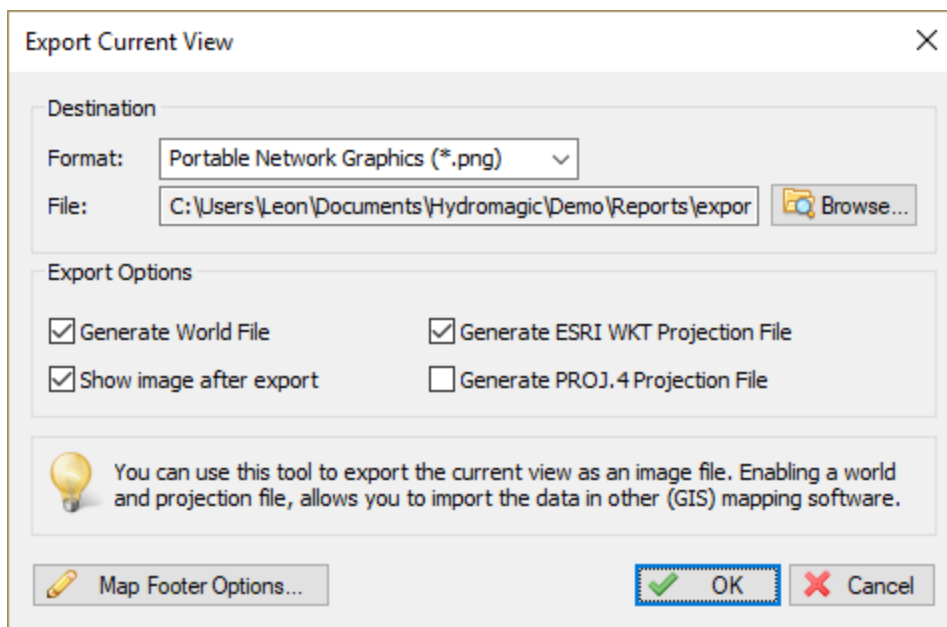 Export Current View
Destination
Format: Portable Network Graphics (*.png)
File: C:\Users\Leon\Documents\Hydromagic\Demo\Reports\expor Browse...
Export Options
Generate World File Generate ESRI WKT Projection File
Show image after export Generate PROJ.4 Projection File
You can use this tool to export the current view as an image file. Enabling a world
and projection file, allows you to import the data in other (GIS) mapping software.
Map Footer Options... OK Cancel